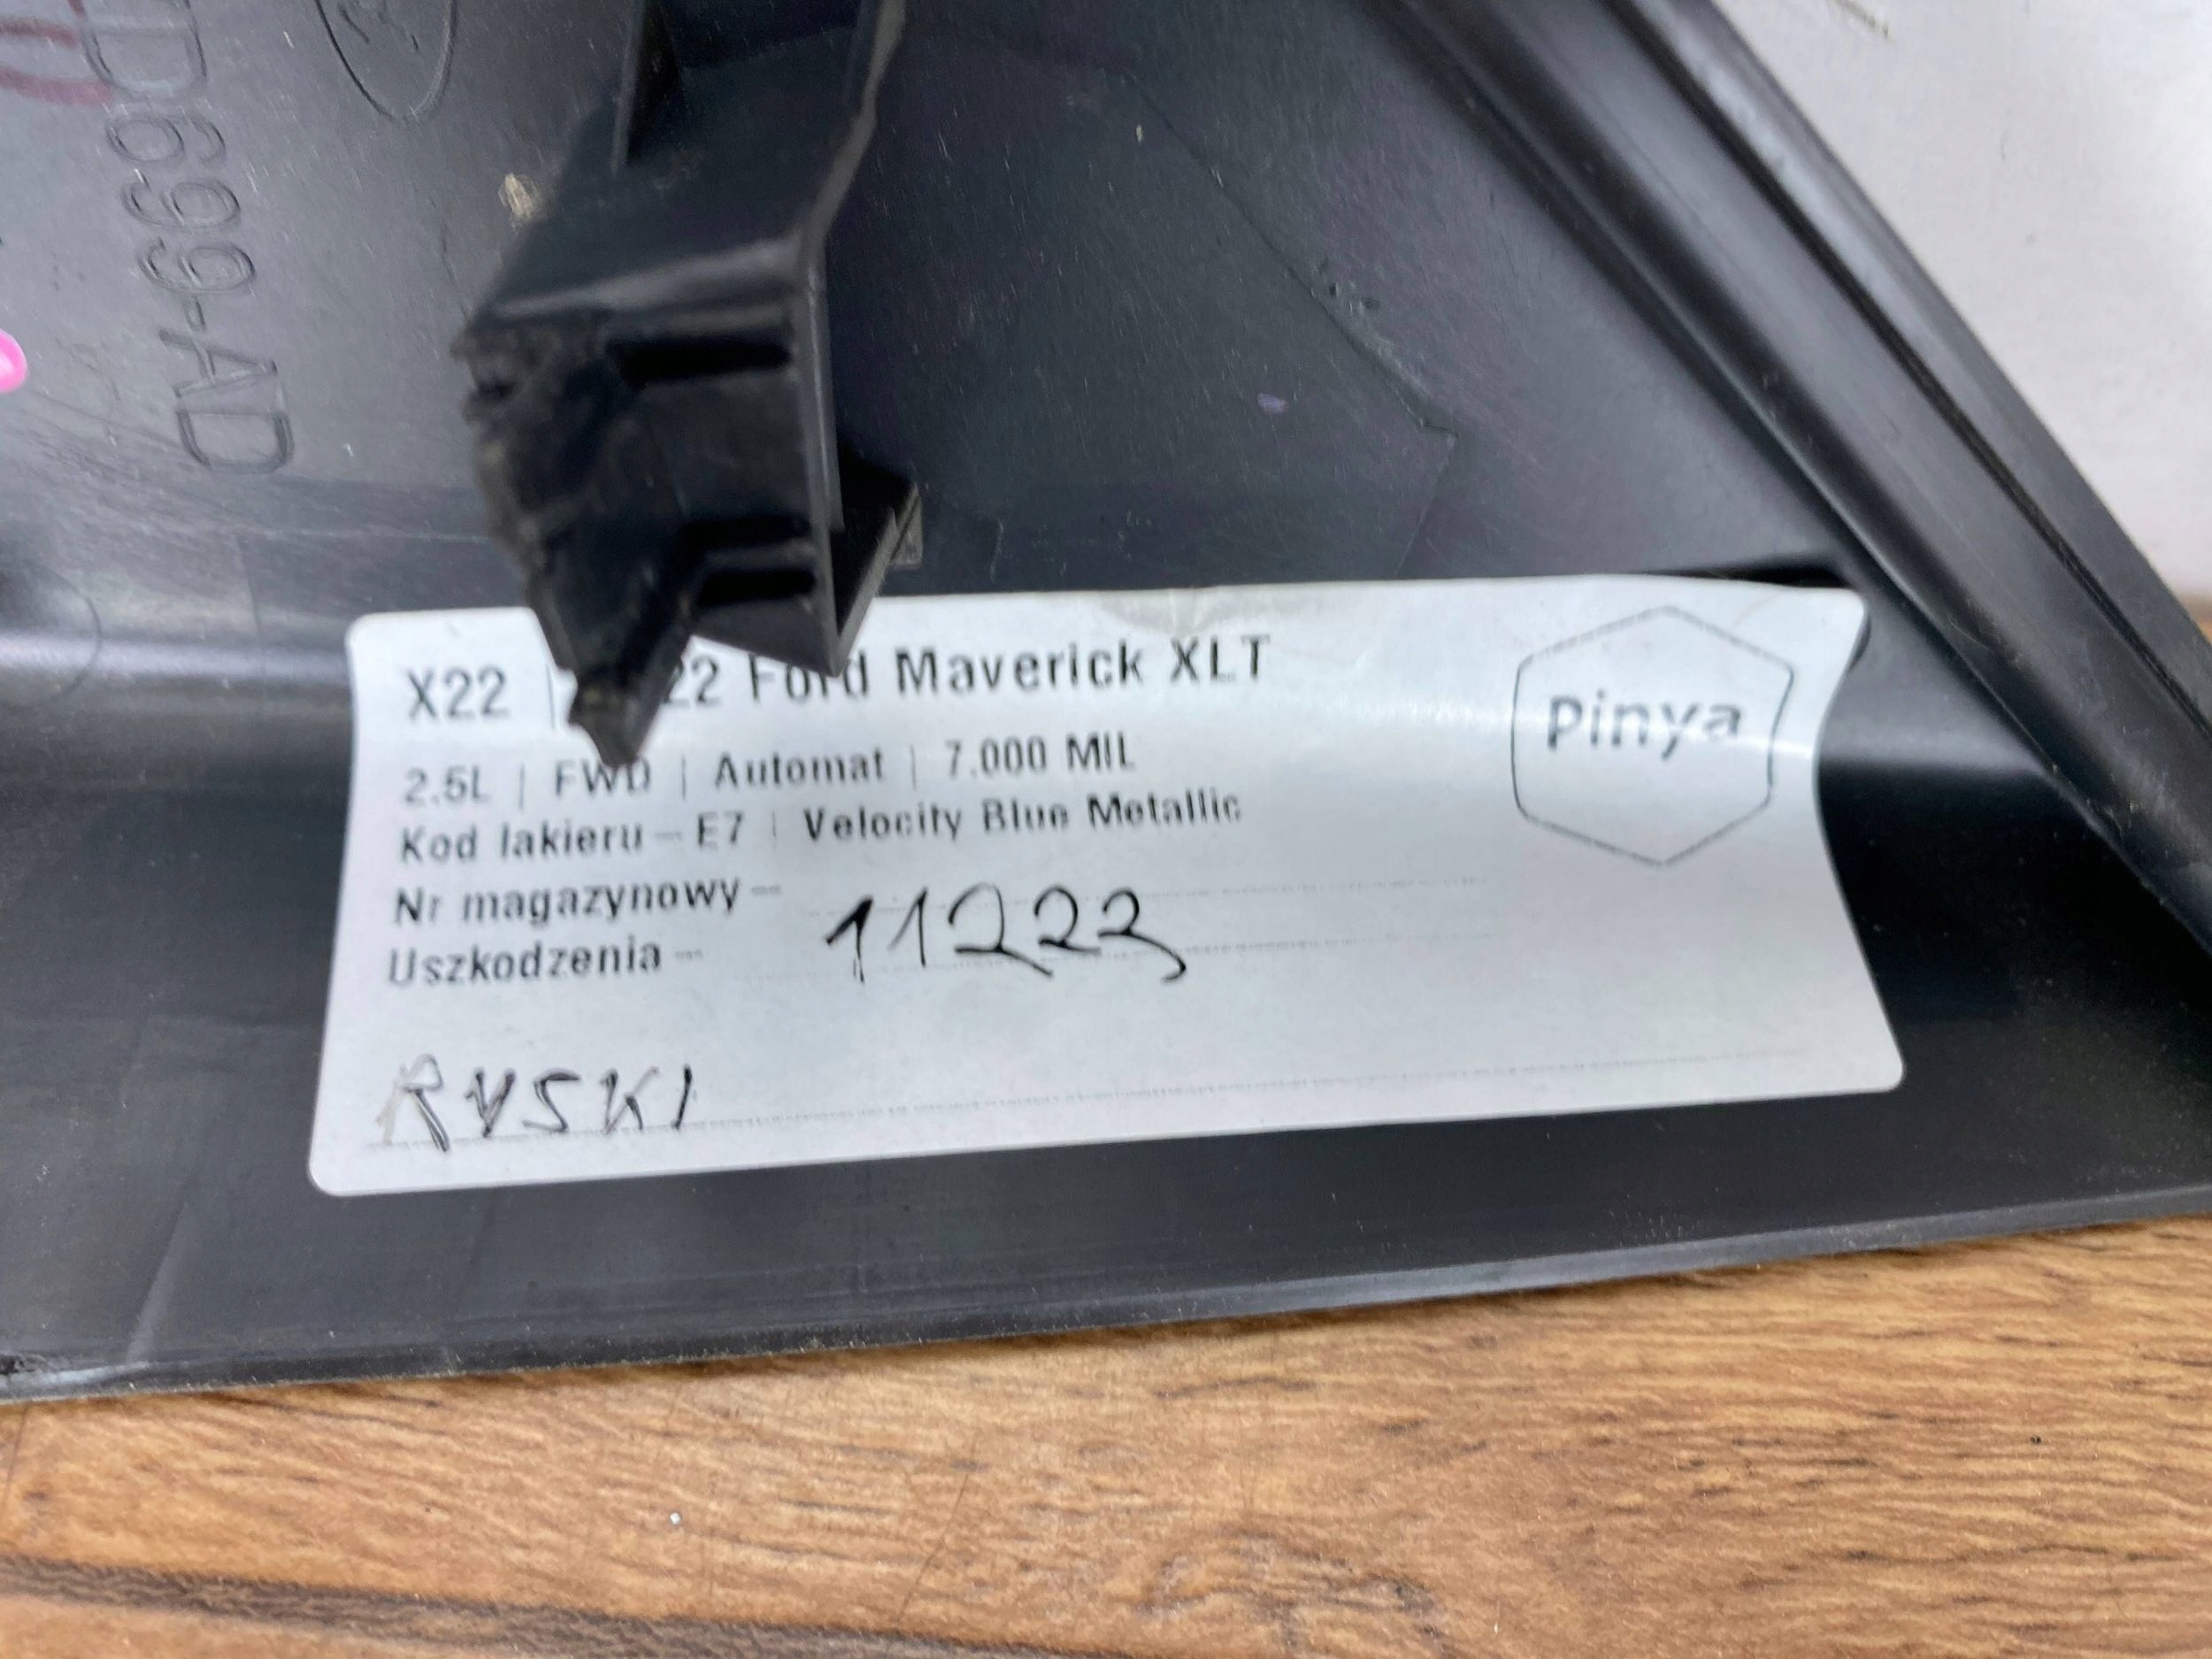 D699-AD
X22 | 22 Ford Maverick XLT
2.5L | FWD | Automat | 7.000 MIL
Kod lakieru – E7 | Velocity Blue Metallic
Nr magazynowy –
11223
Uszkodzenia –
RYSKI
Pinya